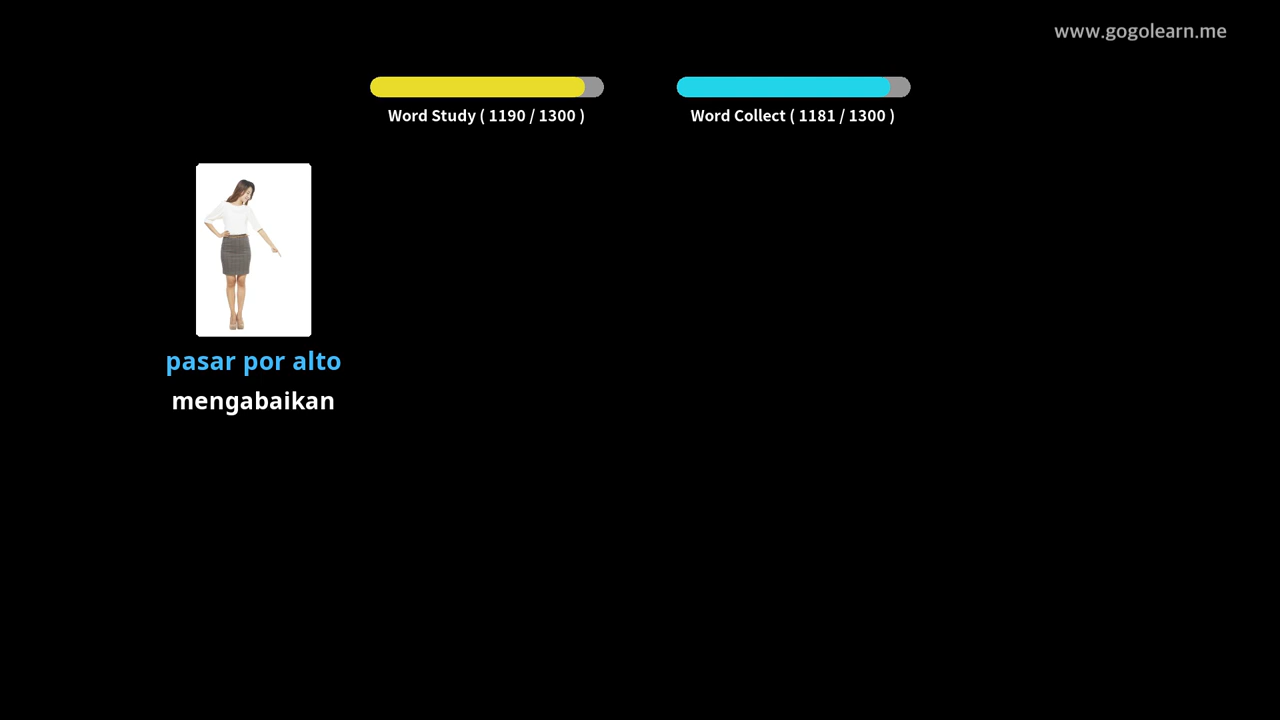 www.gogolearn.me
Word Study ( 1190 / 1300 )
Word Collect ( 1181 / 1300 )
pasar por alto
mengabaikan